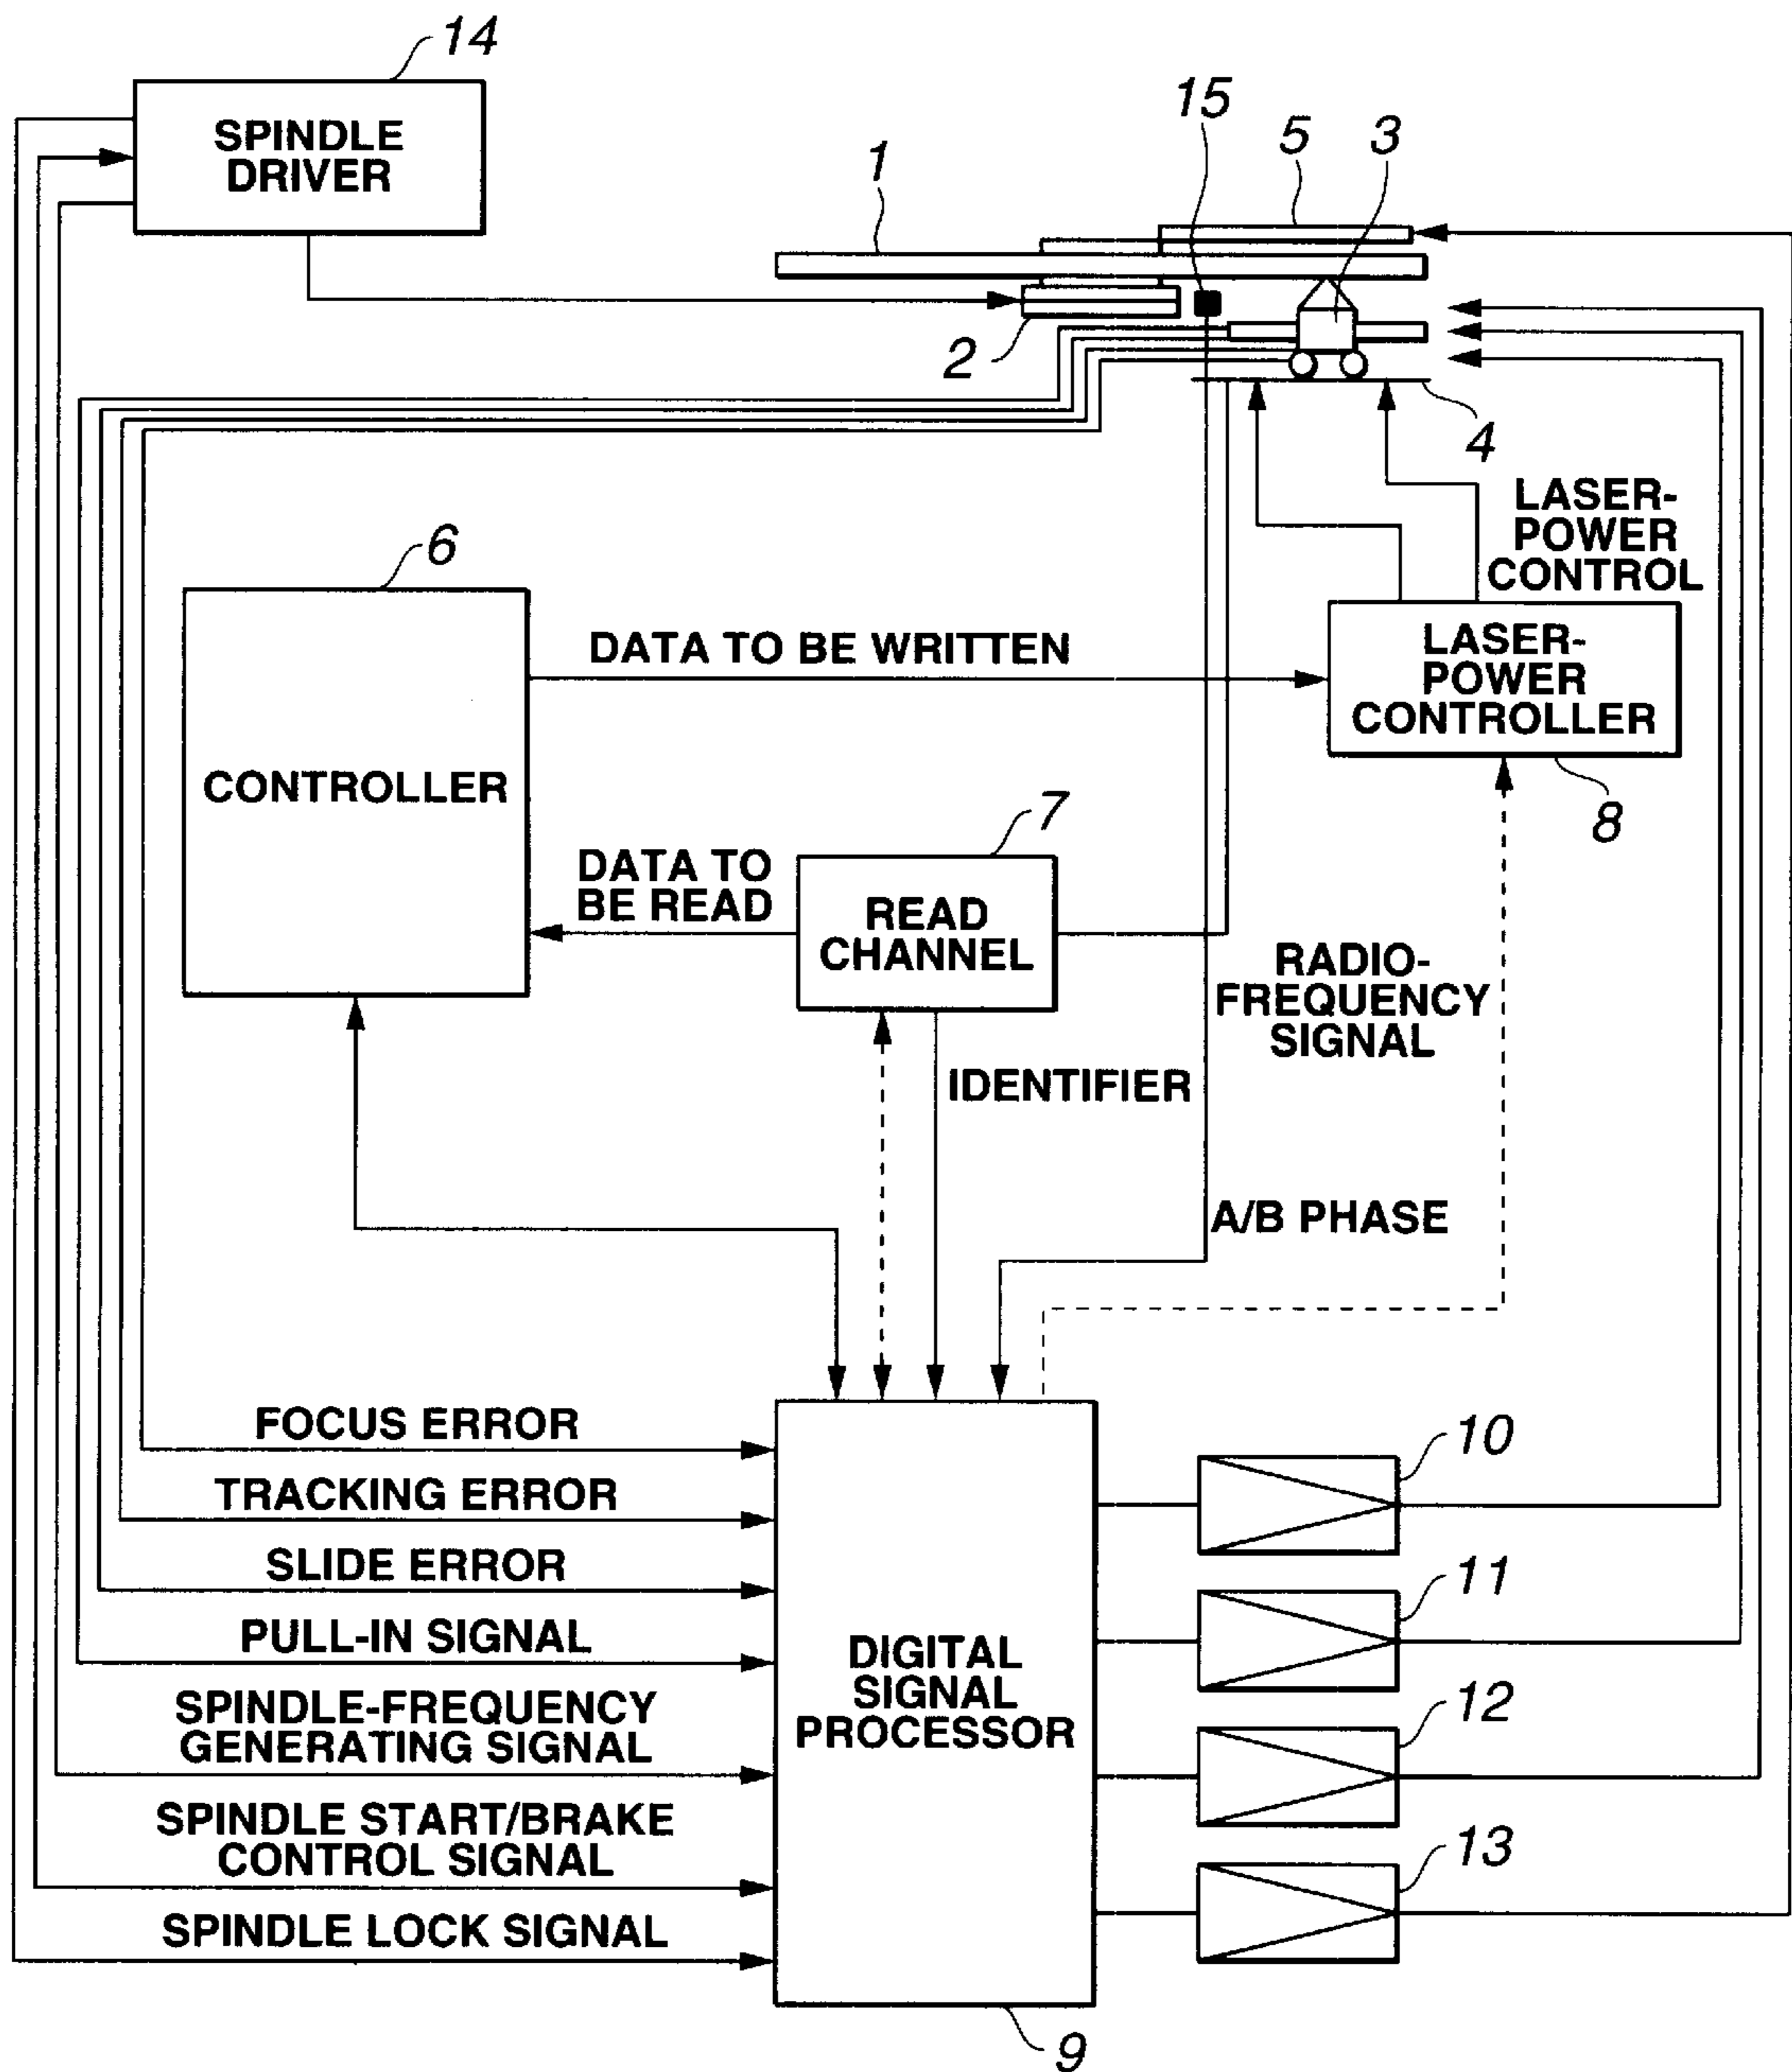 14
SPINDLE
DRIVER
15
5
3
1
2
4
LASER-
POWER
CONTROL
6
DATA TO BE WRITTEN
LASER-
POWER
CONTROLLER
CONTROLLER
8
7
DATA TO
BE READ
READ
CHANNEL
RADIO-
FREQUENCY
SIGNAL
IDENTIFIER
A/B PHASE
FOCUS ERROR
TRACKING ERROR
SLIDE ERROR
PULL-IN SIGNAL
SPINDLE-FREQUENCY
GENERATING SIGNAL
SPINDLE START/BRAKE
CONTROL SIGNAL
SPINDLE LOCK SIGNAL
DIGITAL
SIGNAL
PROCESSOR
10
11
12
13
9